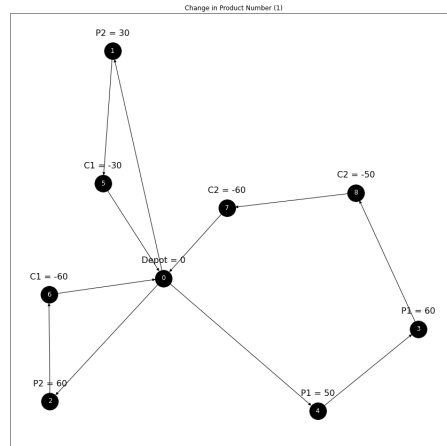 Change in Product Number (1)
P2 = 30
1
C1 = -30
5
C2 = -50
8
C2 = -60
7
Depot = 0
0
C1 = -60
6
P1 = 60
3
P2 = 60
2
P1 = 50
4